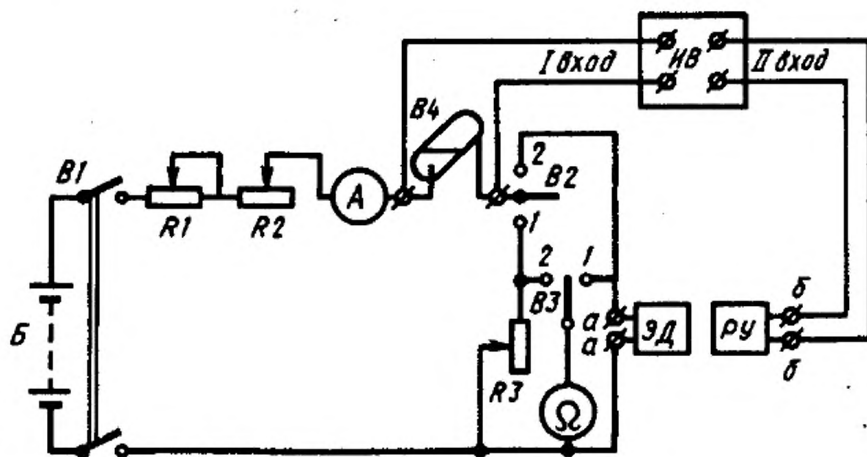 ИВ
I вход
II вход
В4
В1
2
В2
А
R1
R2
1
2
1
В3
а
а
ЭД
РУ
б
б
Б
R3
Ω